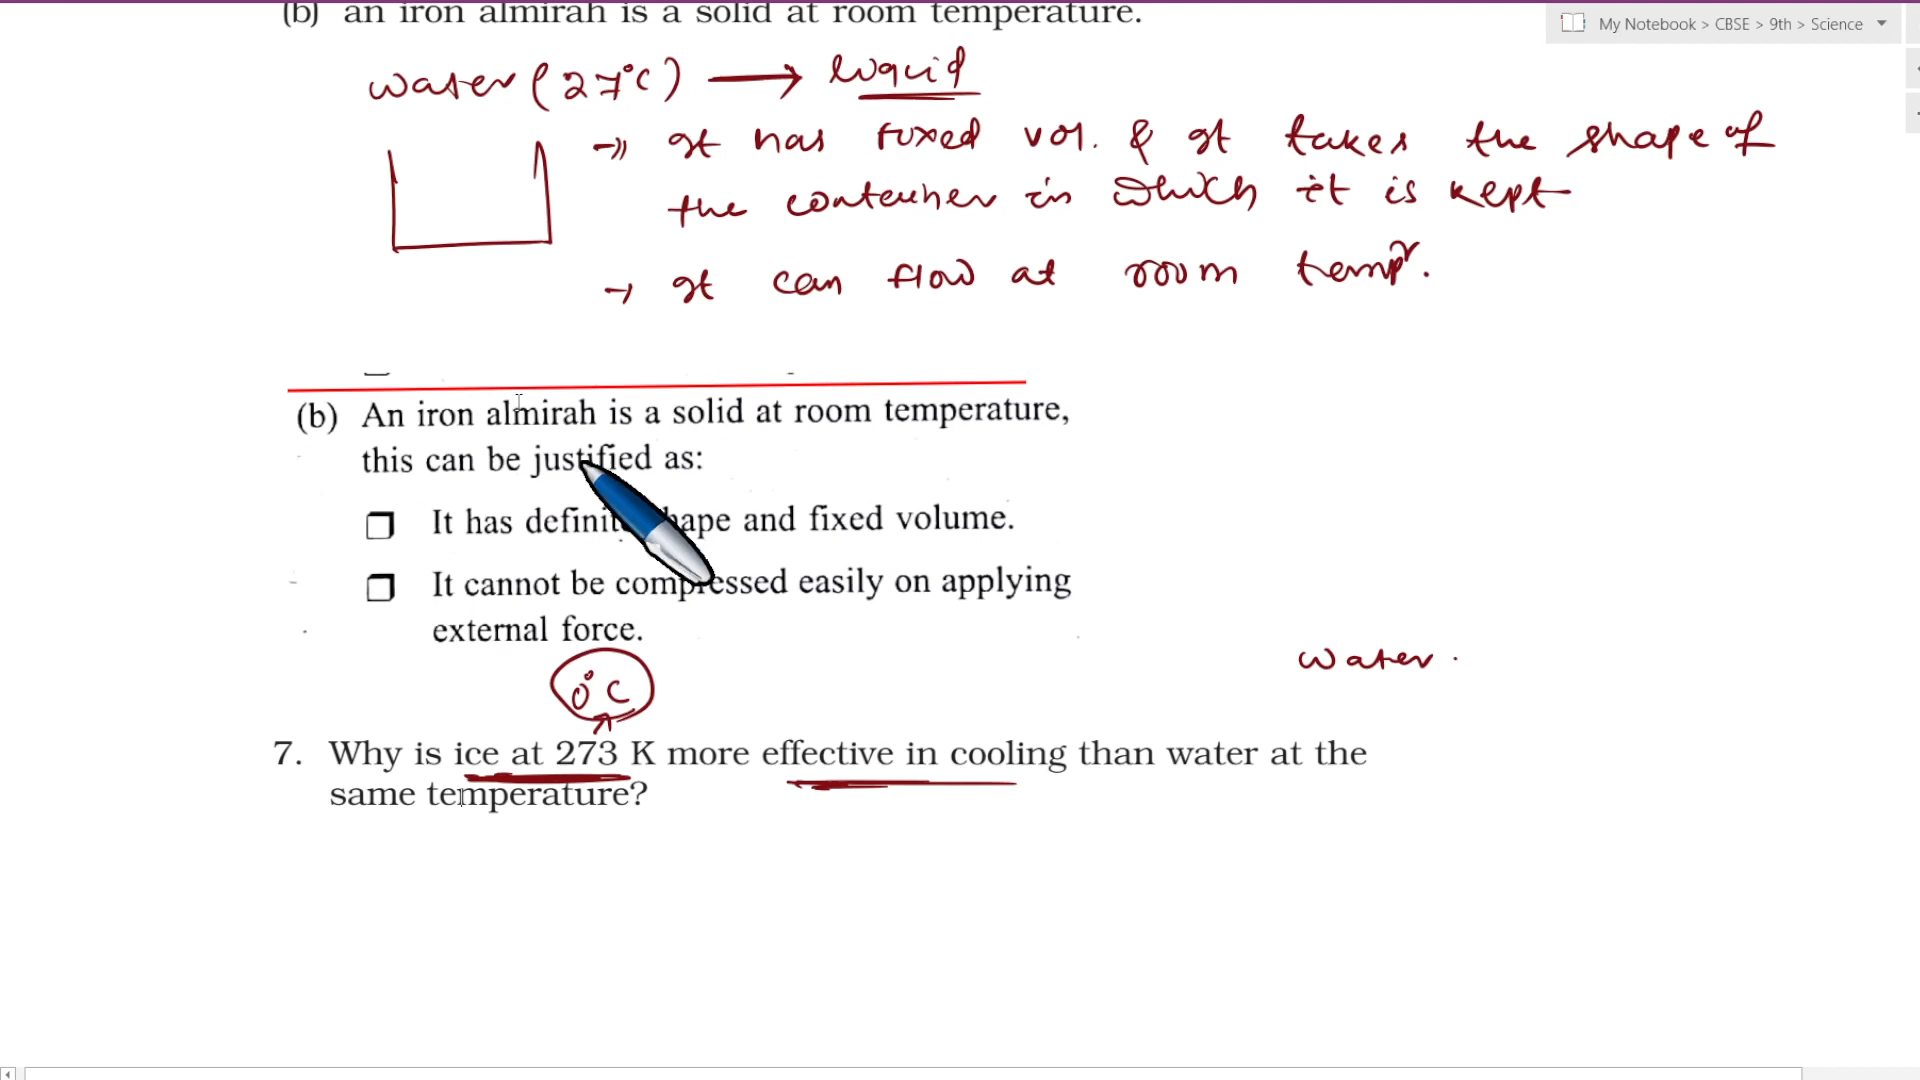 (b) an iron almirah is a solid at room temperature.
My Notebook > CBSE > 9th > Science
water (27°C) → liquid
→ It has fixed vol. & It takes the shape of
the container in which it is kept
→ It can flow at room tempr.
(b) An iron almirah is a solid at room temperature,
this can be justified as:
It has definite shape and fixed volume.
It cannot be compressed easily on applying
external force.
water.
0°C
7. Why is ice at 273 K more effective in cooling than water at the
same temperature?